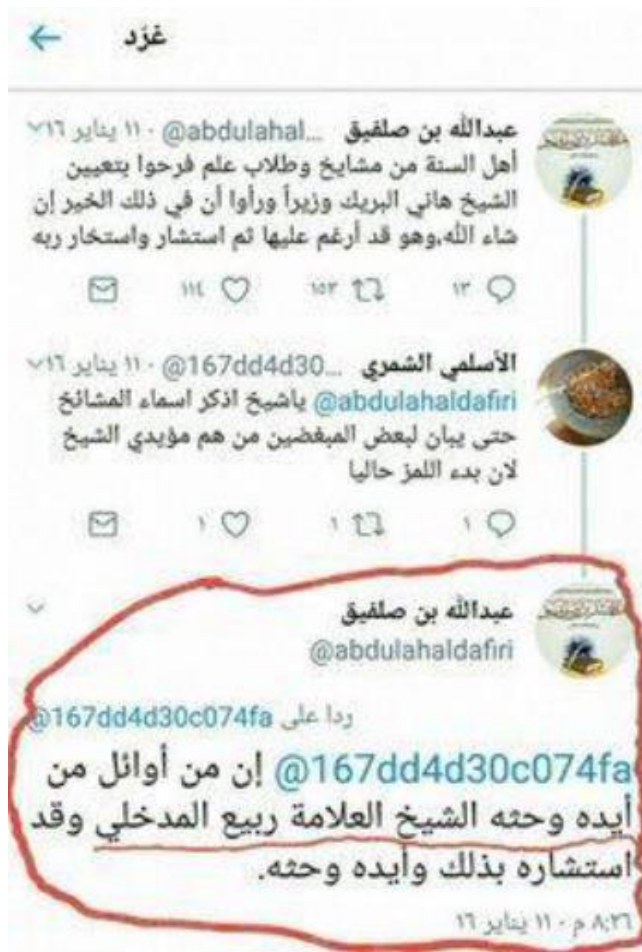 غرّد
عبدالله بن صلفيق @abdulahal... · ١١ يناير ١٦
أهل السنة من مشايخ وطلاب علم فرحوا بتعيين
الشيخ هاني البريك وزيراً ورأوا أن في ذلك الخير إن
شاء الله،وهو قد أرغم عليها ثم استشار واستخار ربه
١٣ ١٥٣ ١١٤
الأسلمي الشمري @167dd4d30... · ١١ يناير ١٦
@abdulahaldafiri ياشيخ اذكر اسماء المشائخ
حتى يبان لبعض المبغضين من هم مؤيدي الشيخ
لان بدء اللمز حاليا
١ ١ ١
عبدالله بن صلفيق
@abdulahaldafiri
ردا على @167dd4d30c074fa
@167dd4d30c074fa إن من أوائل من
أيده وحثه الشيخ العلامة ربيع المدخلي وقد
استشاره بذلك وأيده وحثه.
٨:٢٦ م · ١١ يناير ١٦